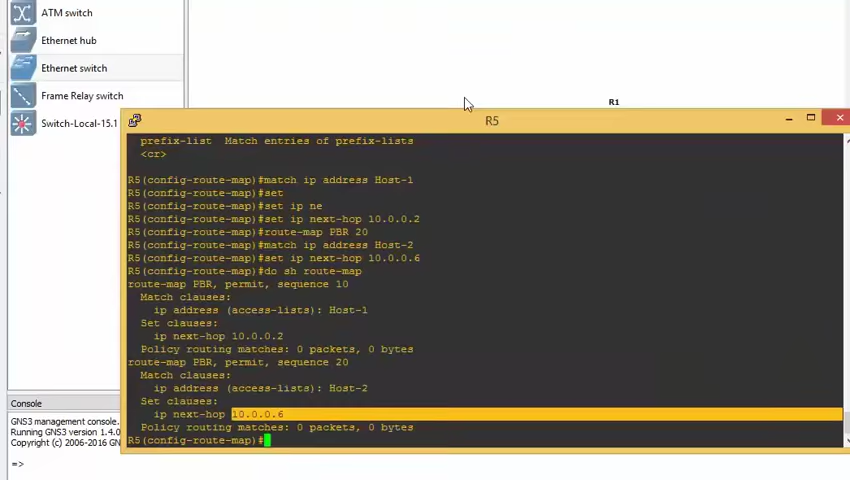 ATM switch
Ethernet hub
Ethernet switch
Frame Relay switch
Switch-Local-15.1
R1
R5
prefix-list  Match entries of prefix-lists
<cr>
R5(config-route-map)#match ip address Host-1
R5(config-route-map)#set
R5(config-route-map)#set ip ne
R5(config-route-map)#set ip next-hop 10.0.0.2
R5(config-route-map)#route-map PBR 20
R5(config-route-map)#match ip address Host-2
R5(config-route-map)#set ip next-hop 10.0.0.6
R5(config-route-map)#do sh route-map
route-map PBR, permit, sequence 10
Match clauses:
ip address (access-lists): Host-1
Set clauses:
ip next-hop 10.0.0.2
Policy routing matches: 0 packets, 0 bytes
route-map PBR, permit, sequence 20
Match clauses:
ip address (access-lists): Host-2
Set clauses:
ip next-hop 10.0.0.6
Policy routing matches: 0 packets, 0 bytes
R5(config-route-map)#
Console
GNS3 management console.
Running GNS3 version 1.4.0
Copyright (c) 2006-2016 GN
=>